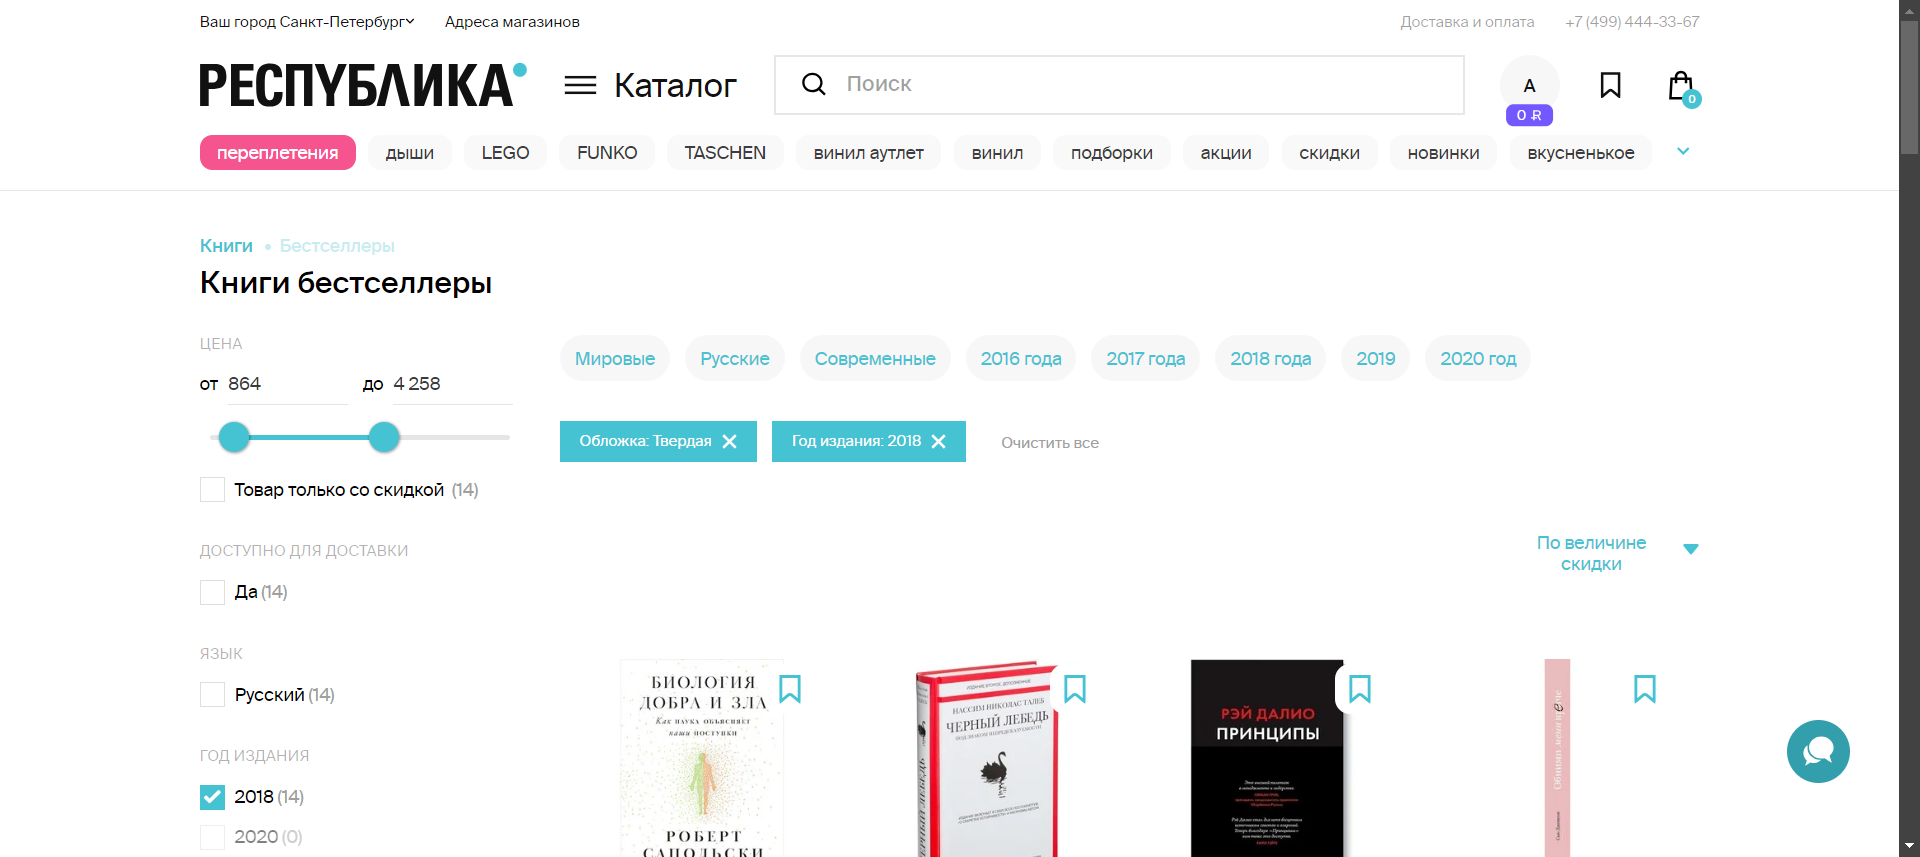 Ваш город Санкт-Петербург
Адреса магазинов
Доставка и оплата
+7 (499) 444-33-67
РЕСПУБЛИКА
Каталог
Поиск
А
0 ₽
0
переплетения
дыши
LEGO
FUNKO
TASCHEN
винил аутлет
винил
подборки
акции
скидки
новинки
вкусненькое
Книги • Бестселлеры
Книги бестселлеры
ЦЕНА
от 864
до 4 258
Товар только со скидкой (14)
ДОСТУПНО ДЛЯ ДОСТАВКИ
Да (14)
ЯЗЫК
Русский (14)
ГОД ИЗДАНИЯ
2018 (14)
2020 (0)
Мировые
Русские
Современные
2016 года
2017 года
2018 года
2019
2020 год
Обложка: Твердая
Год издания: 2018
Очистить все
По величине
скидки
БИОЛОГИЯ
ДОБРА И ЗЛА
Как наука объясняет
наши поступки
РОБЕРТ
САПОЛЬСКИ
НАССИМ НИКОЛАС ТАЛЕБ
ЧЕРНЫЙ ЛЕБЕДЬ
РЭЙ ДАЛИО
ПРИНЦИПЫ